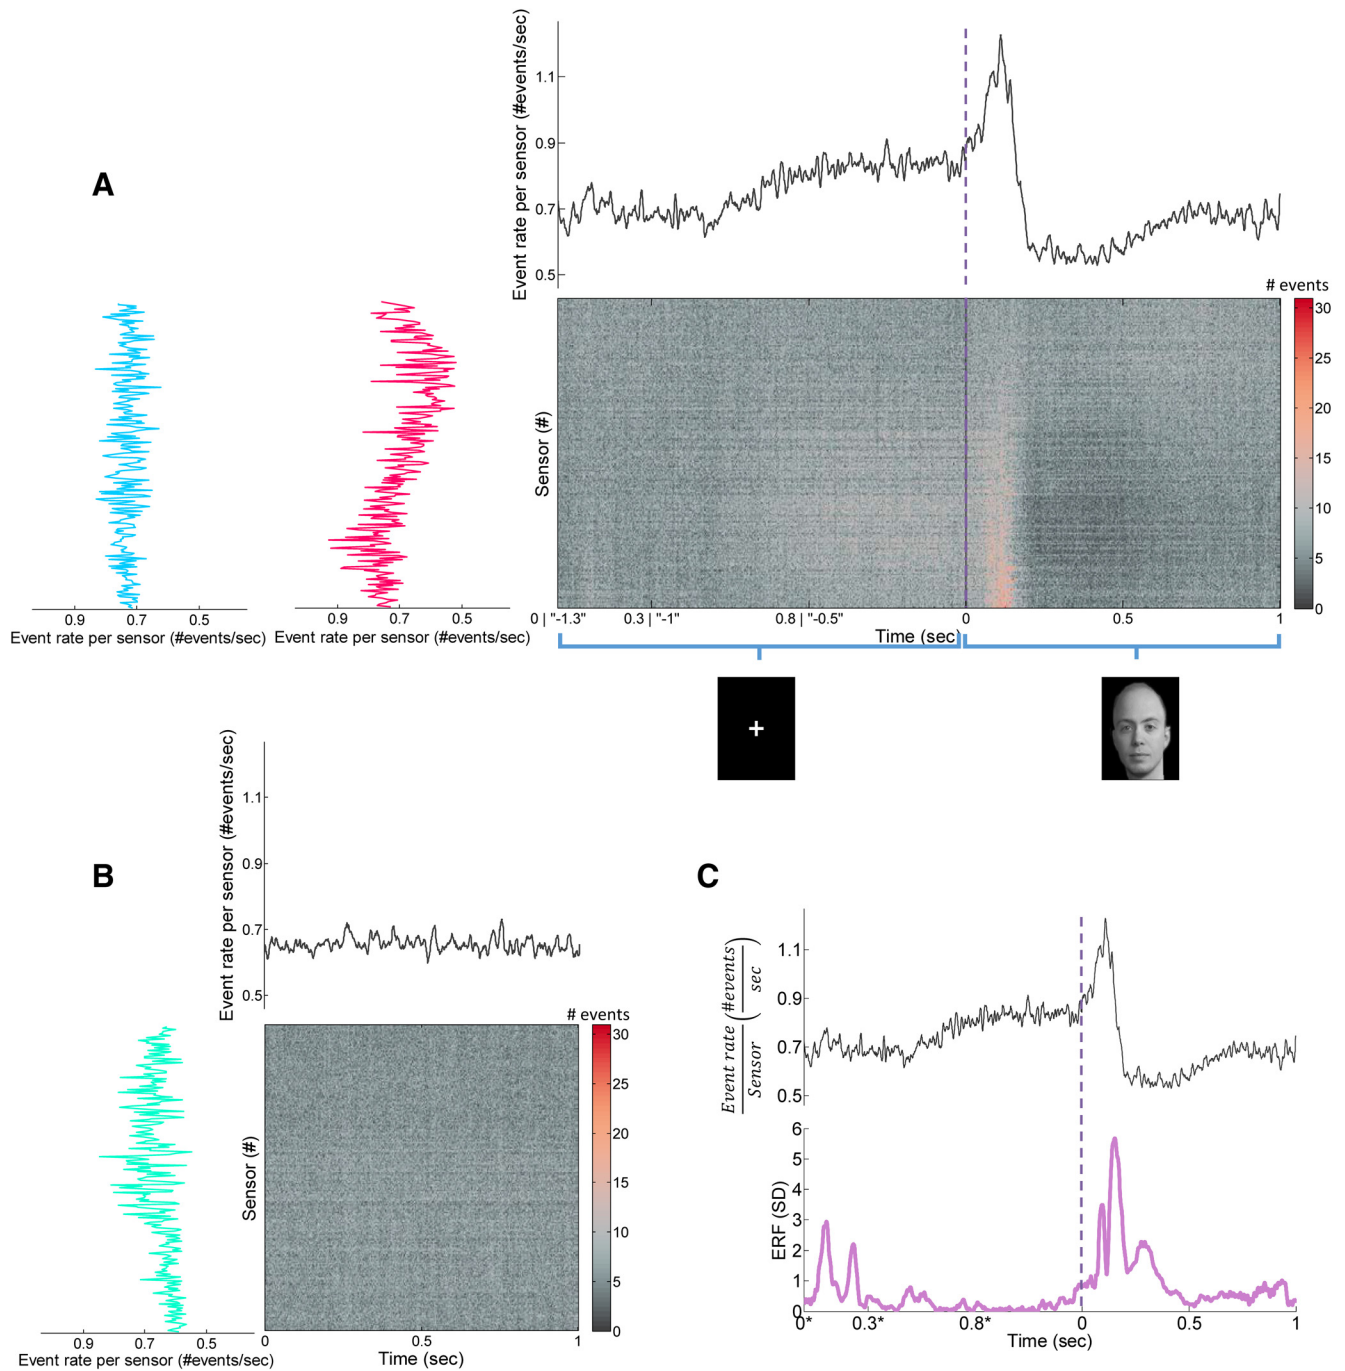 Event rate per sensor (#events/sec)
1.1
0.9
0.7
0.5
A
# events
30
25
20
15
10
5
0
Sensor (#)
0.9 0.7 0.5
Event rate per sensor (#events/sec)
0.9 0.7 0.5
Event rate per sensor (#events/sec)
0 | "-1.3" 0.3 | "-1" 0.8 | "-0.5" 0 0.5 1
Time (sec)
+
B
Event rate per sensor (#events/sec)
1.1
0.9
0.7
0.5
# events
30
25
20
15
10
5
0
Sensor (#)
0.9 0.7 0.5
Event rate per sensor (#events/sec)
0 0.5 1
Time (sec)
C
Event rate / Sensor (#events / sec)
1.1
0.9
0.7
0.5
ERF (SD)
6
5
4
3
2
1
0
0* 0.3* 0.8* 0 0.5 1
Time (sec)